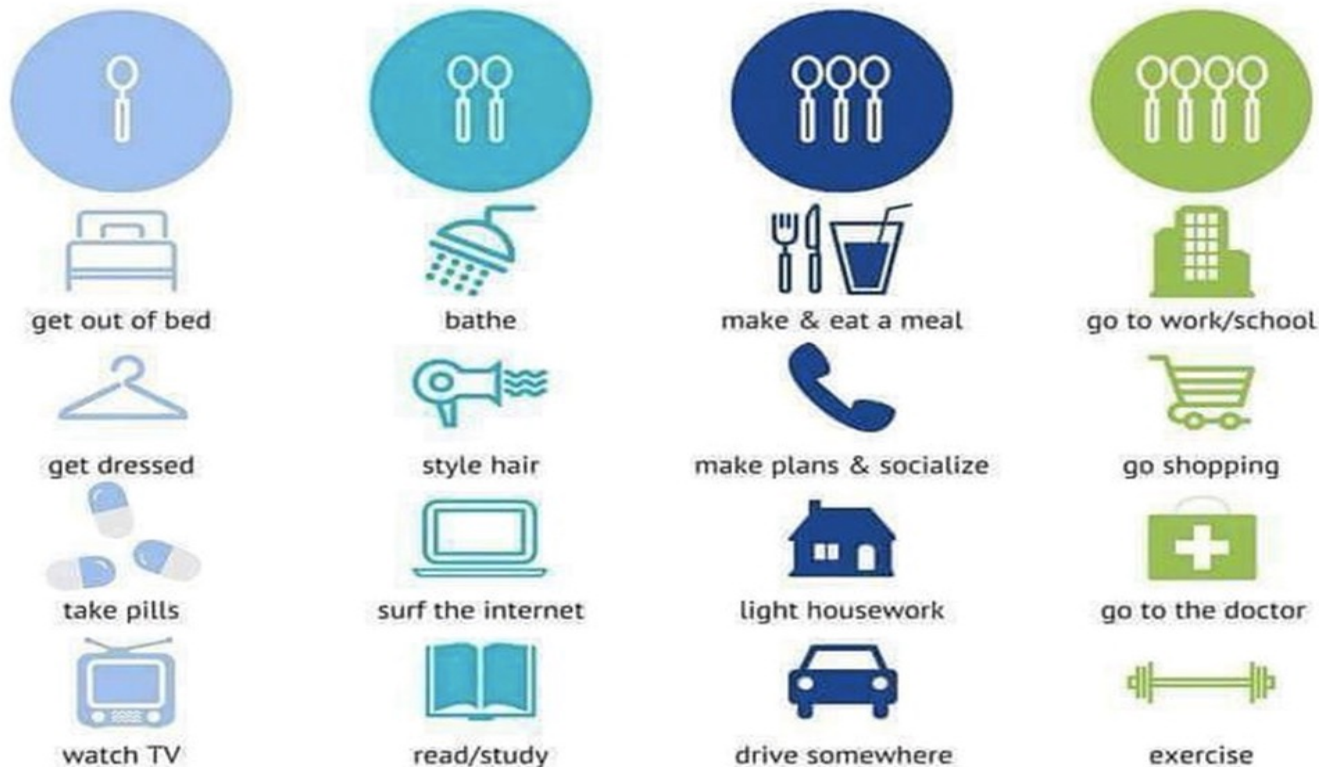 get out of bed
bathe
make & eat a meal
go to work/school
get dressed
style hair
make plans & socialize
go shopping
take pills
surf the internet
light housework
go to the doctor
watch TV
read/study
drive somewhere
exercise